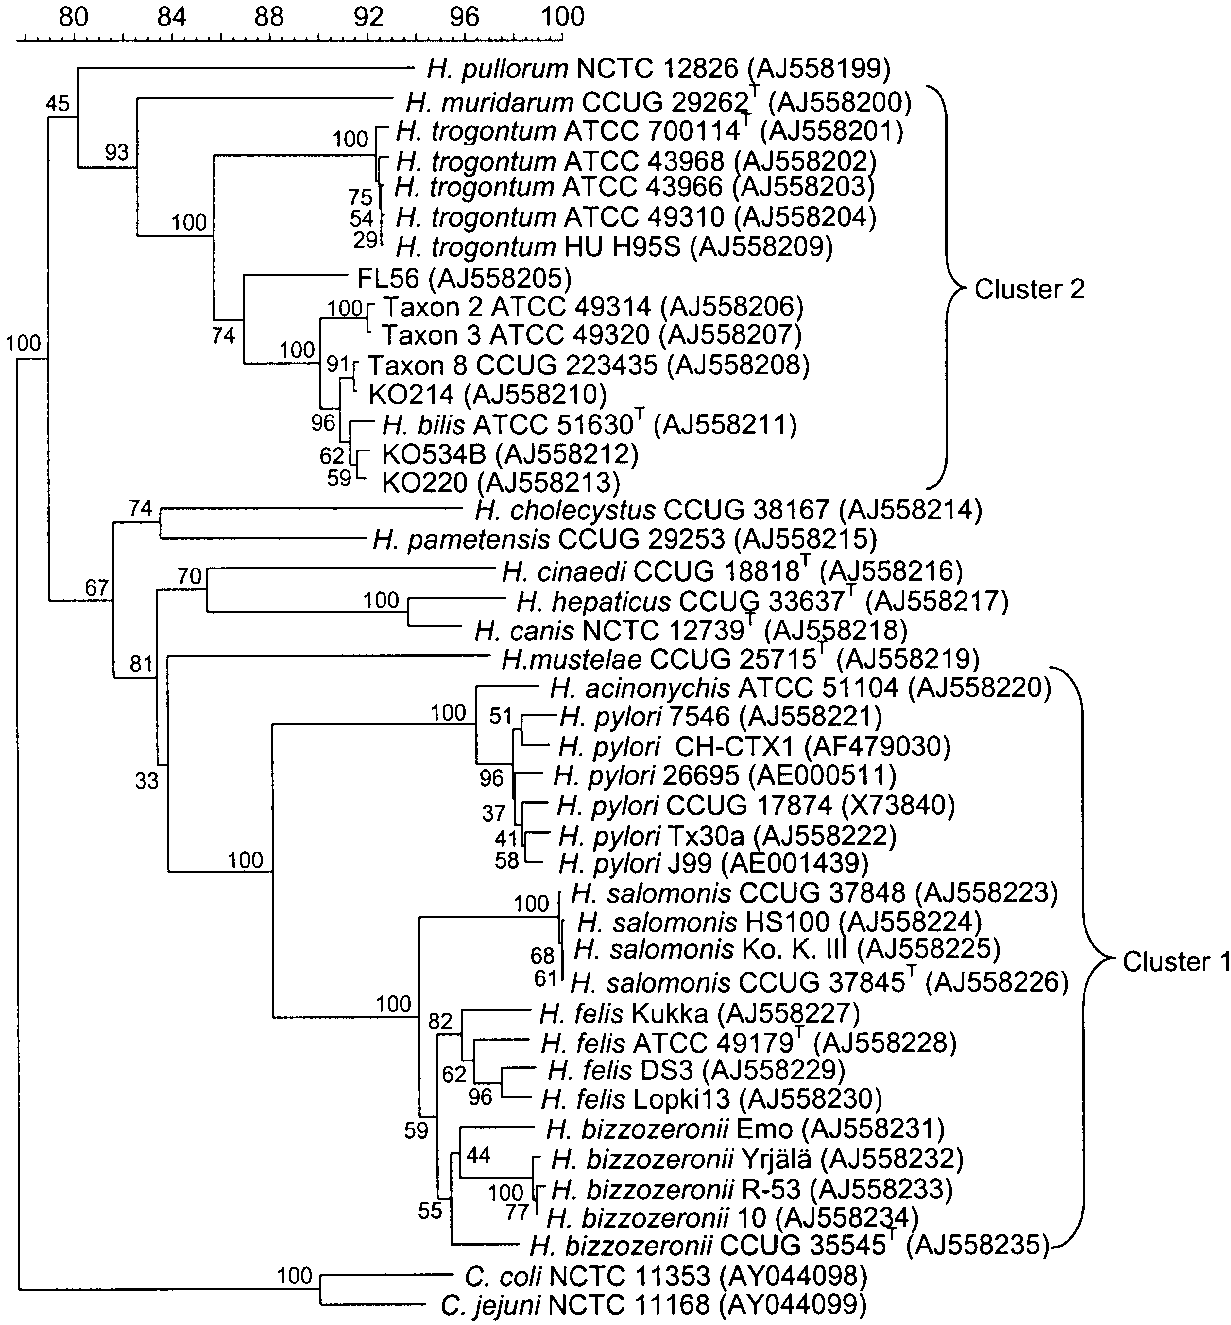 80 84 88 92 96 100
H. pullorum NCTC 12826 (AJ558199)
45
H. muridarum CCUG 29262T (AJ558200)
H. trogontum ATCC 700114T (AJ558201)
100
93
H. trogontum ATCC 43968 (AJ558202)
H. trogontum ATCC 43966 (AJ558203)
75
H. trogontum ATCC 49310 (AJ558204)
100
54
29
H. trogontum HU H95S (AJ558209)
FL56 (AJ558205)
Cluster 2
Taxon 2 ATCC 49314 (AJ558206)
100
74
Taxon 3 ATCC 49320 (AJ558207)
100
100
Taxon 8 CCUG 223435 (AJ558208)
91
KO214 (AJ558210)
96
H. bilis ATCC 51630T (AJ558211)
62
KO534B (AJ558212)
59
KO220 (AJ558213)
74
H. cholecystus CCUG 38167 (AJ558214)
H. pametensis CCUG 29253 (AJ558215)
70
H. cinaedi CCUG 18818T (AJ558216)
67
100
H. hepaticus CCUG 33637T (AJ558217)
H. canis NCTC 12739T (AJ558218)
81
H.mustelae CCUG 25715T (AJ558219)
H. acinonychis ATCC 51104 (AJ558220)
100
51
H. pylori 7546 (AJ558221)
H. pylori CH-CTX1 (AF479030)
33
96
H. pylori 26695 (AE000511)
37
H. pylori CCUG 17874 (X73840)
41
H. pylori Tx30a (AJ558222)
100
58
H. pylori J99 (AE001439)
H. salomonis CCUG 37848 (AJ558223)
100
H. salomonis HS100 (AJ558224)
68
H. salomonis Ko. K. III (AJ558225)
Cluster 1
61
H. salomonis CCUG 37845T (AJ558226)
100
H. felis Kukka (AJ558227)
82
H. felis ATCC 49179T (AJ558228)
62
H. felis DS3 (AJ558229)
96
H. felis Lopki13 (AJ558230)
59
H. bizzozeronii Emo (AJ558231)
44
H. bizzozeronii Yrjälä (AJ558232)
100
H. bizzozeronii R-53 (AJ558233)
55
77
H. bizzozeronii 10 (AJ558234)
H. bizzozeronii CCUG 35545T (AJ558235)
100
C. coli NCTC 11353 (AY044098)
C. jejuni NCTC 11168 (AY044099)